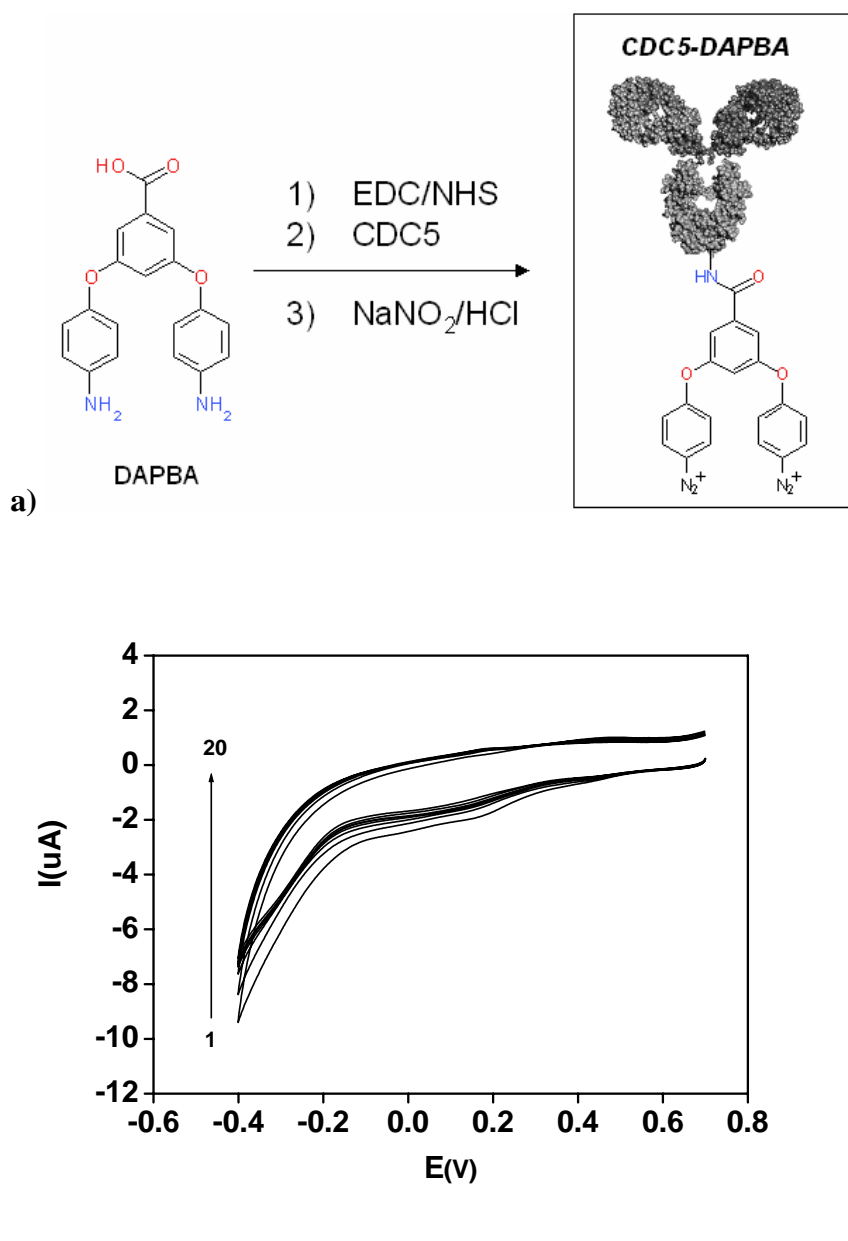 CDC5-DAPBA
HO O
1) EDC/NHS
2) CDC5
3) NaNO2/HCl
O O
NH2 NH2
DAPBA
HN O
O O
N2+ N2+
a)
4
2
0
-2
-4
-6
-8
-10
-12
20
1
I(uA)
-0.6 -0.4 -0.2 0.0 0.2 0.4 0.6 0.8
E(V)